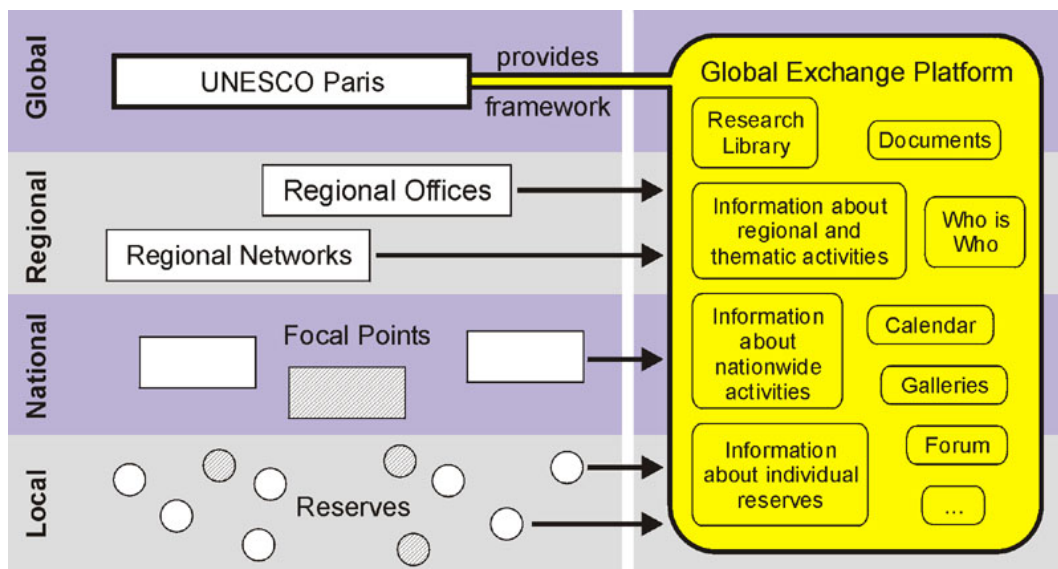 Global
UNESCO Paris
provides
framework
Regional
Regional Offices
Regional Networks
National
Focal Points
Local
Reserves
Global Exchange Platform
Research
Library
Documents
Information about
regional and
thematic activities
Who is
Who
Information
about
nationwide
activities
Calendar
Galleries
Information
about individual
reserves
Forum
...